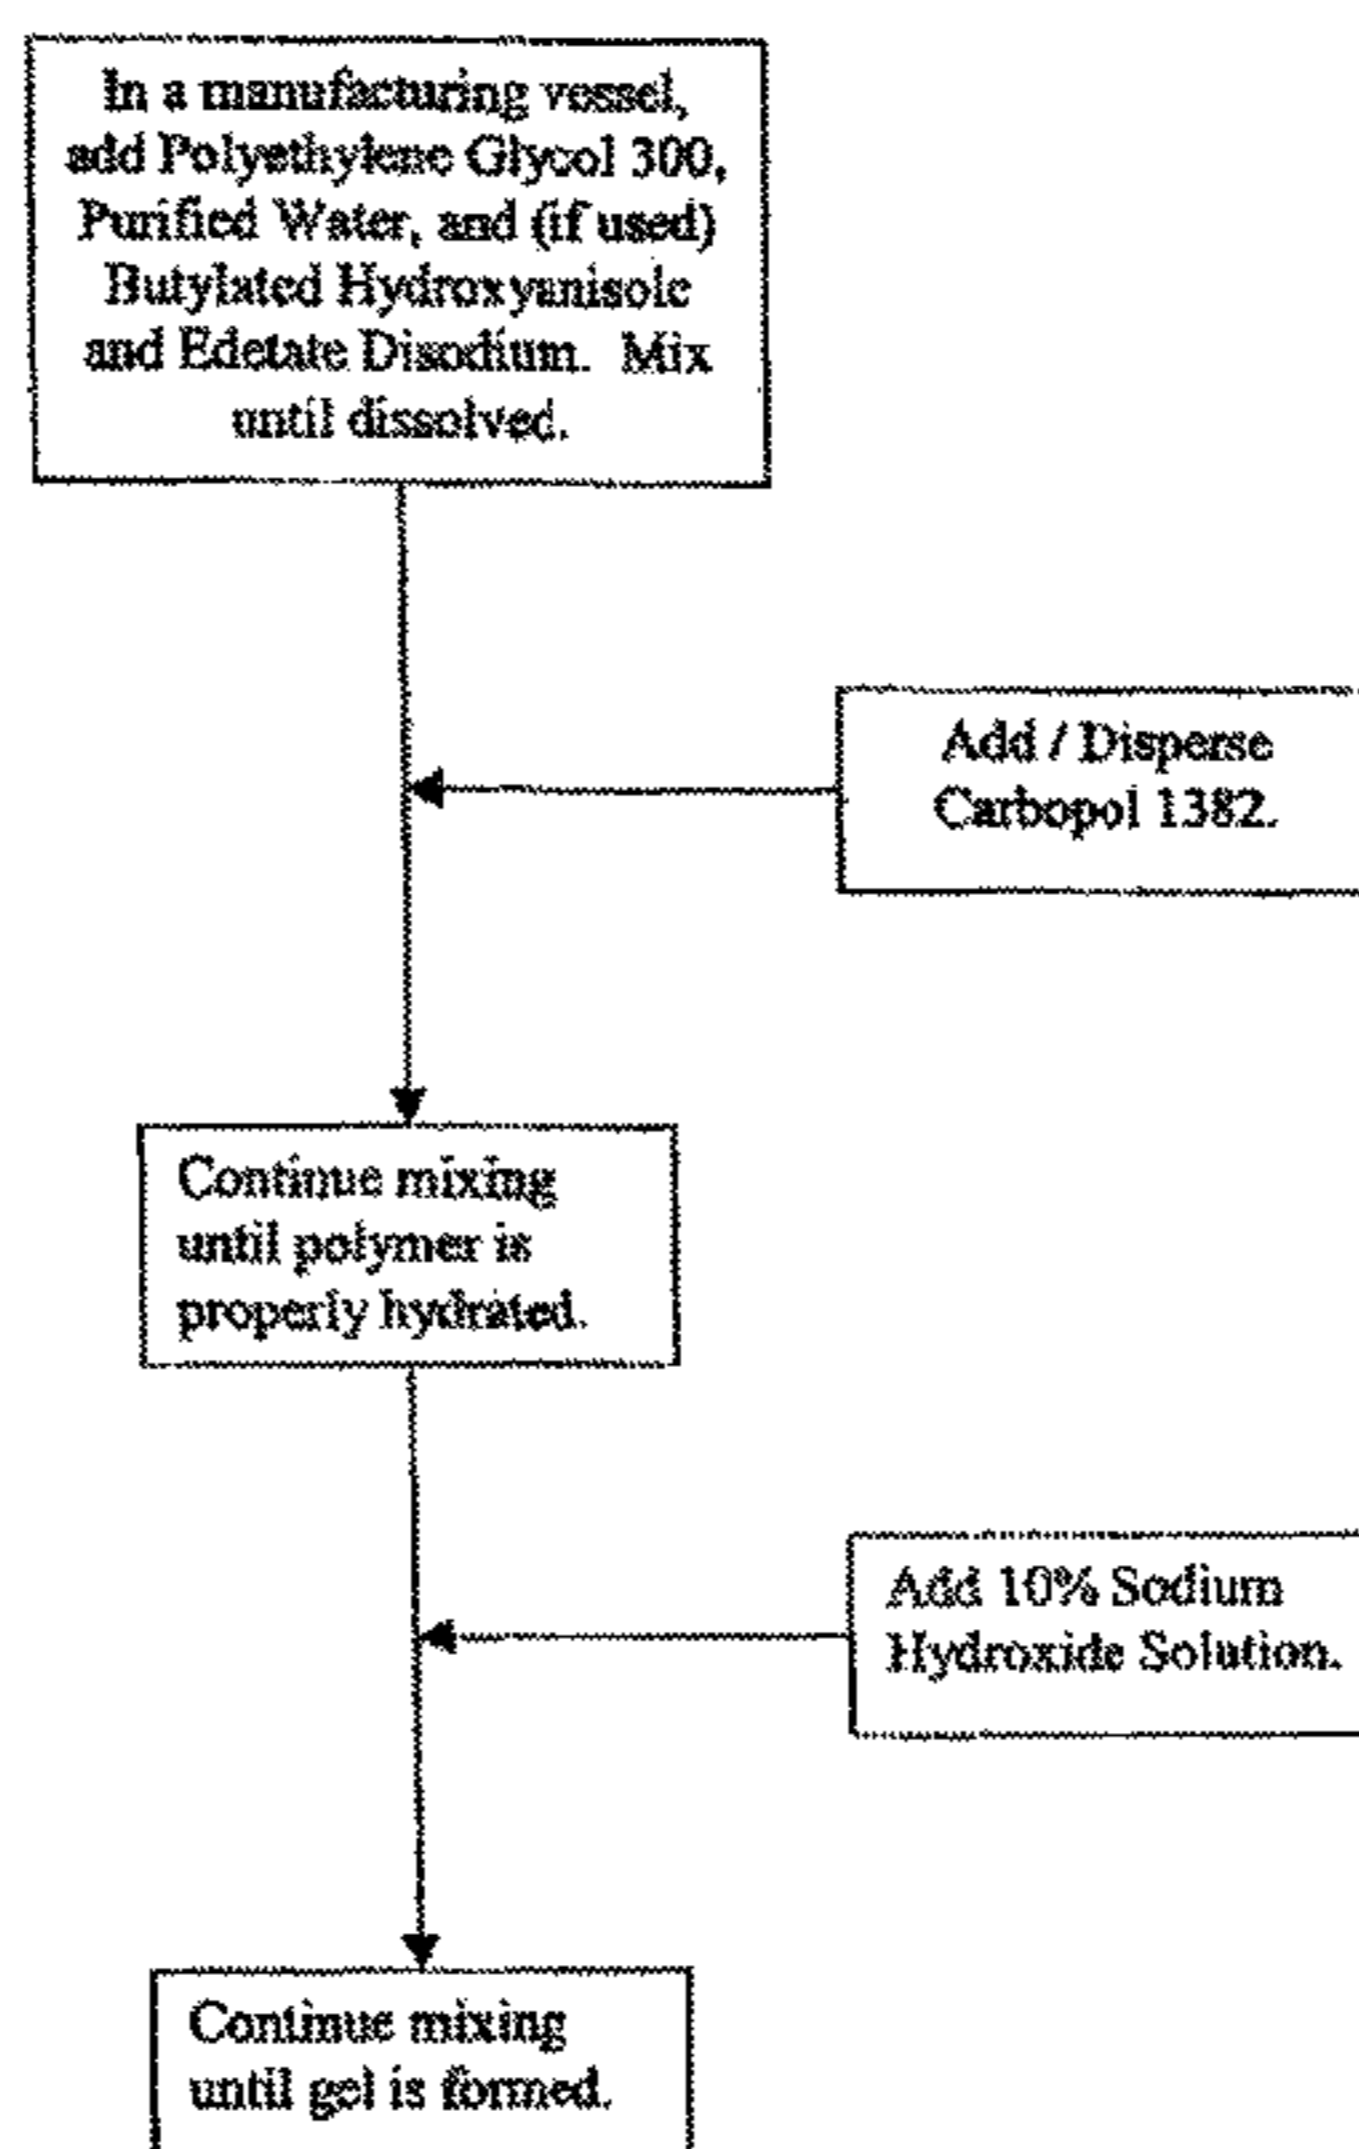 In a manufacturing vessel,
add Polyethylene Glycol 300,
Purified Water, and (if used)
Butylated Hydroxyanisole
and Edetate Disodium. Mix
until dissolved.
Add / Disperse
Carbopol 1382.
Continue mixing
until polymer is
properly hydrated.
Add 10% Sodium
Hydroxide Solution.
Continue mixing
until gel is formed.